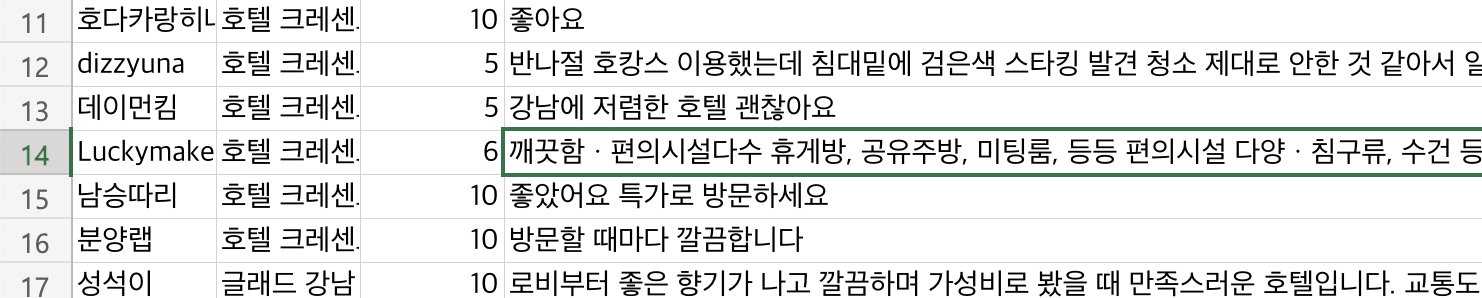 11 호다카랑히 호텔 크레센 10 좋아요
12 dizzyuna 호텔 크레센 5 반나절 호캉스 이용했는데 침대밑에 검은색 스타킹 발견 청소 제대로 안한 것 같아서
13 데이먼킴 호텔 크레센 5 강남에 저렴한 호텔 괜찮아요
14 Luckymake 호텔 크레센 6 깨끗함 · 편의시설다수 휴게방, 공유주방, 미팅룸, 등등 편의시설 다양 · 침구류, 수건 등
15 남승따리 호텔 크레센 10 좋았어요 특가로 방문하세요
16 분양랩 호텔 크레센 10 방문할 때마다 깔끔합니다
17 성석이 글래드 강남 10 로비부터 좋은 향기가 나고 깔끔하며 가성비로 봤을 때 만족스러운 호텔입니다. 교통도